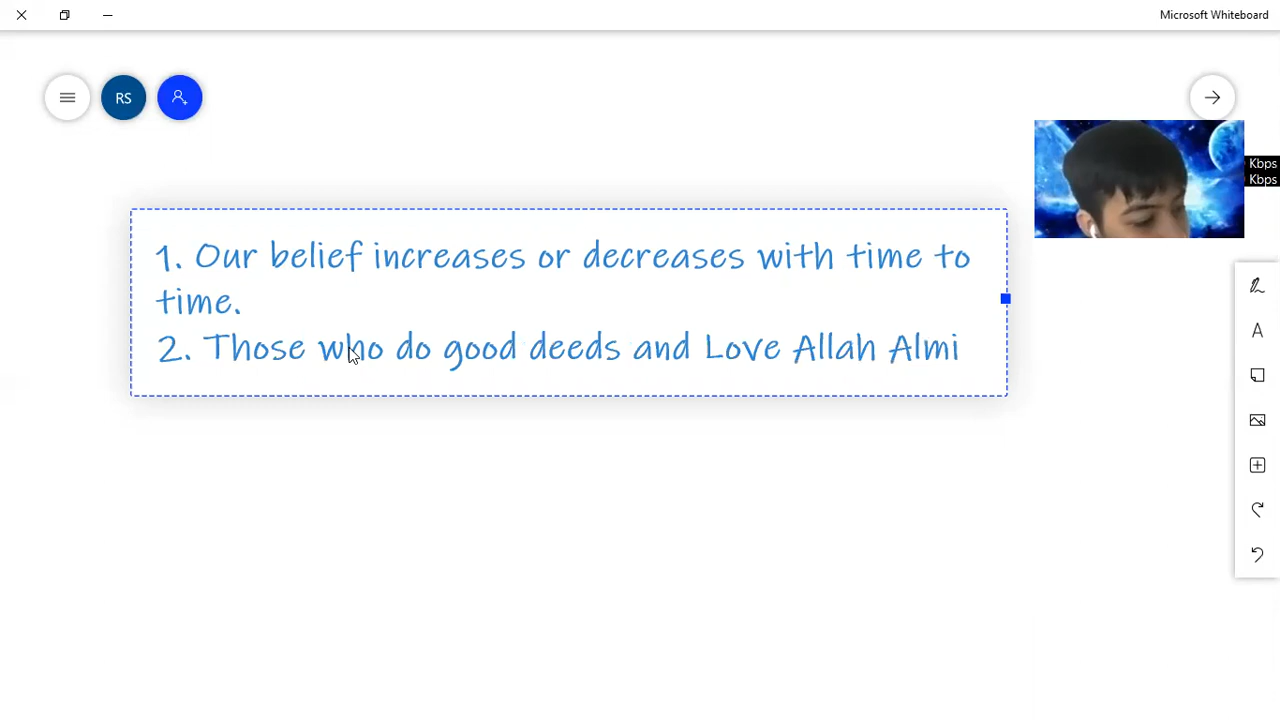 Microsoft Whiteboard
RS
Kbps
Kbps
1. Our belief increases or decreases with time to
time.
2. Those who do good deeds and Love Allah Almi
A